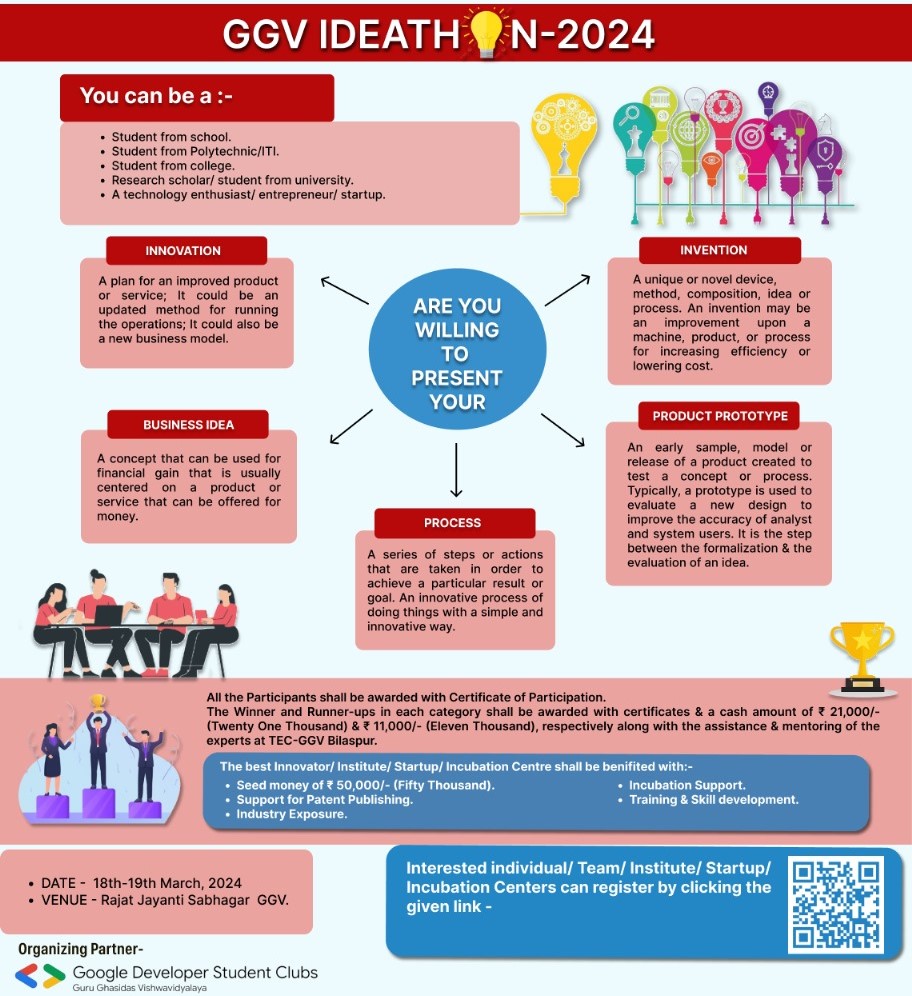 GGV IDEATHON-2024
You can be a :-
• Student from school.
• Student from Polytechnic/ITI.
• Student from college.
• Research scholar/ student from university.
• A technology enthusiast/ entrepreneur/ startup.
INNOVATION
A plan for an improved product
or service; It could be an
updated method for running
the operations; It could also be
a new business model.
INVENTION
A unique or novel device,
method, composition, idea or
process. An invention may be
an improvement upon a
machine, product, or process
for increasing efficiency or
lowering cost.
ARE YOU
WILLING
TO
PRESENT
YOUR
BUSINESS IDEA
A concept that can be used for
financial gain that is usually
centered on a product or
service that can be offered for
money.
PRODUCT PROTOTYPE
An early sample, model or
release of a product created to
test a concept or process.
Typically, a prototype is used to
evaluate a new design to
improve the accuracy of analyst
and system users. It is the step
between the formalization & the
evaluation of an idea.
PROCESS
A series of steps or actions
that are taken in order to
achieve a particular result or
goal. An innovative process of
doing things with a simple and
innovative way.
All the Participants shall be awarded with Certificate of Participation.
The Winner and Runner-ups in each category shall be awarded with certificates & a cash amount of ₹ 21,000/-
(Twenty One Thousand) & ₹ 11,000/- (Eleven Thousand), respectively along with the assistance & mentoring of the
experts at TEC-GGV Bilaspur.
The best Innovator/ Institute/ Startup/ Incubation Centre shall be benifited with:-
• Seed money of ₹ 50,000/- (Fifty Thousand).
• Support for Patent Publishing.
• Industry Exposure.
• Incubation Support.
• Training & Skill development.
• DATE - 18th-19th March, 2024
• VENUE - Rajat Jayanti Sabhagar GGV.
Interested individual/ Team/ Institute/ Startup/
Incubation Centers can register by clicking the
given link -
Organizing Partner-
Google Developer Student Clubs
Guru Ghasidas Vishwavidyalaya